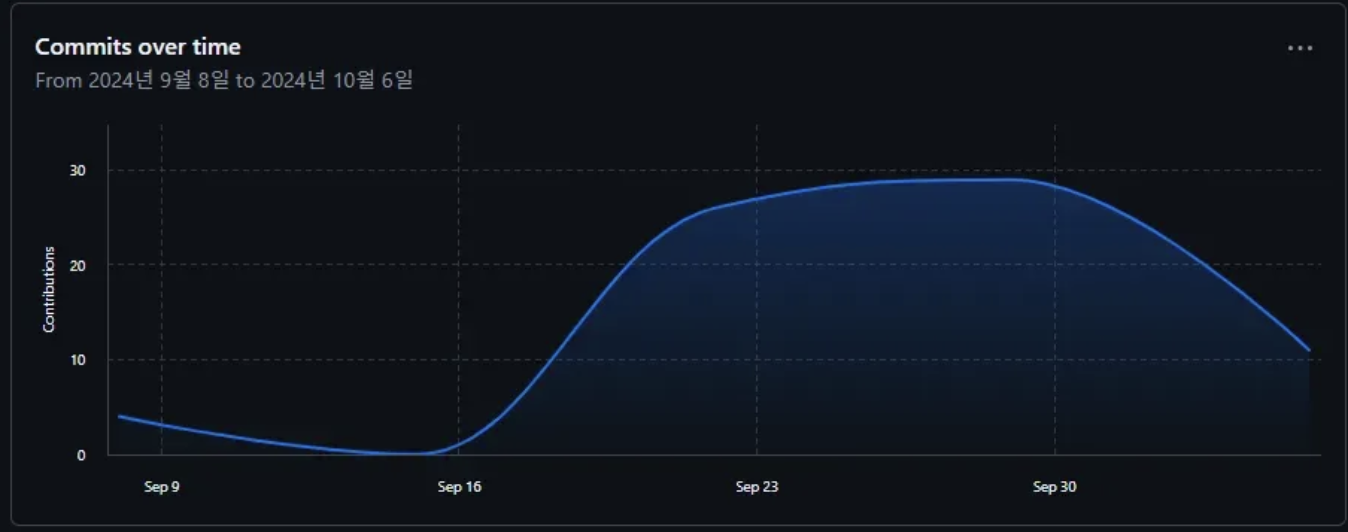 Commits over time
From 2024년 9월 8일 to 2024년 10월 6일
Contributions
30
20
10
0
Sep 9 Sep 16 Sep 23 Sep 30